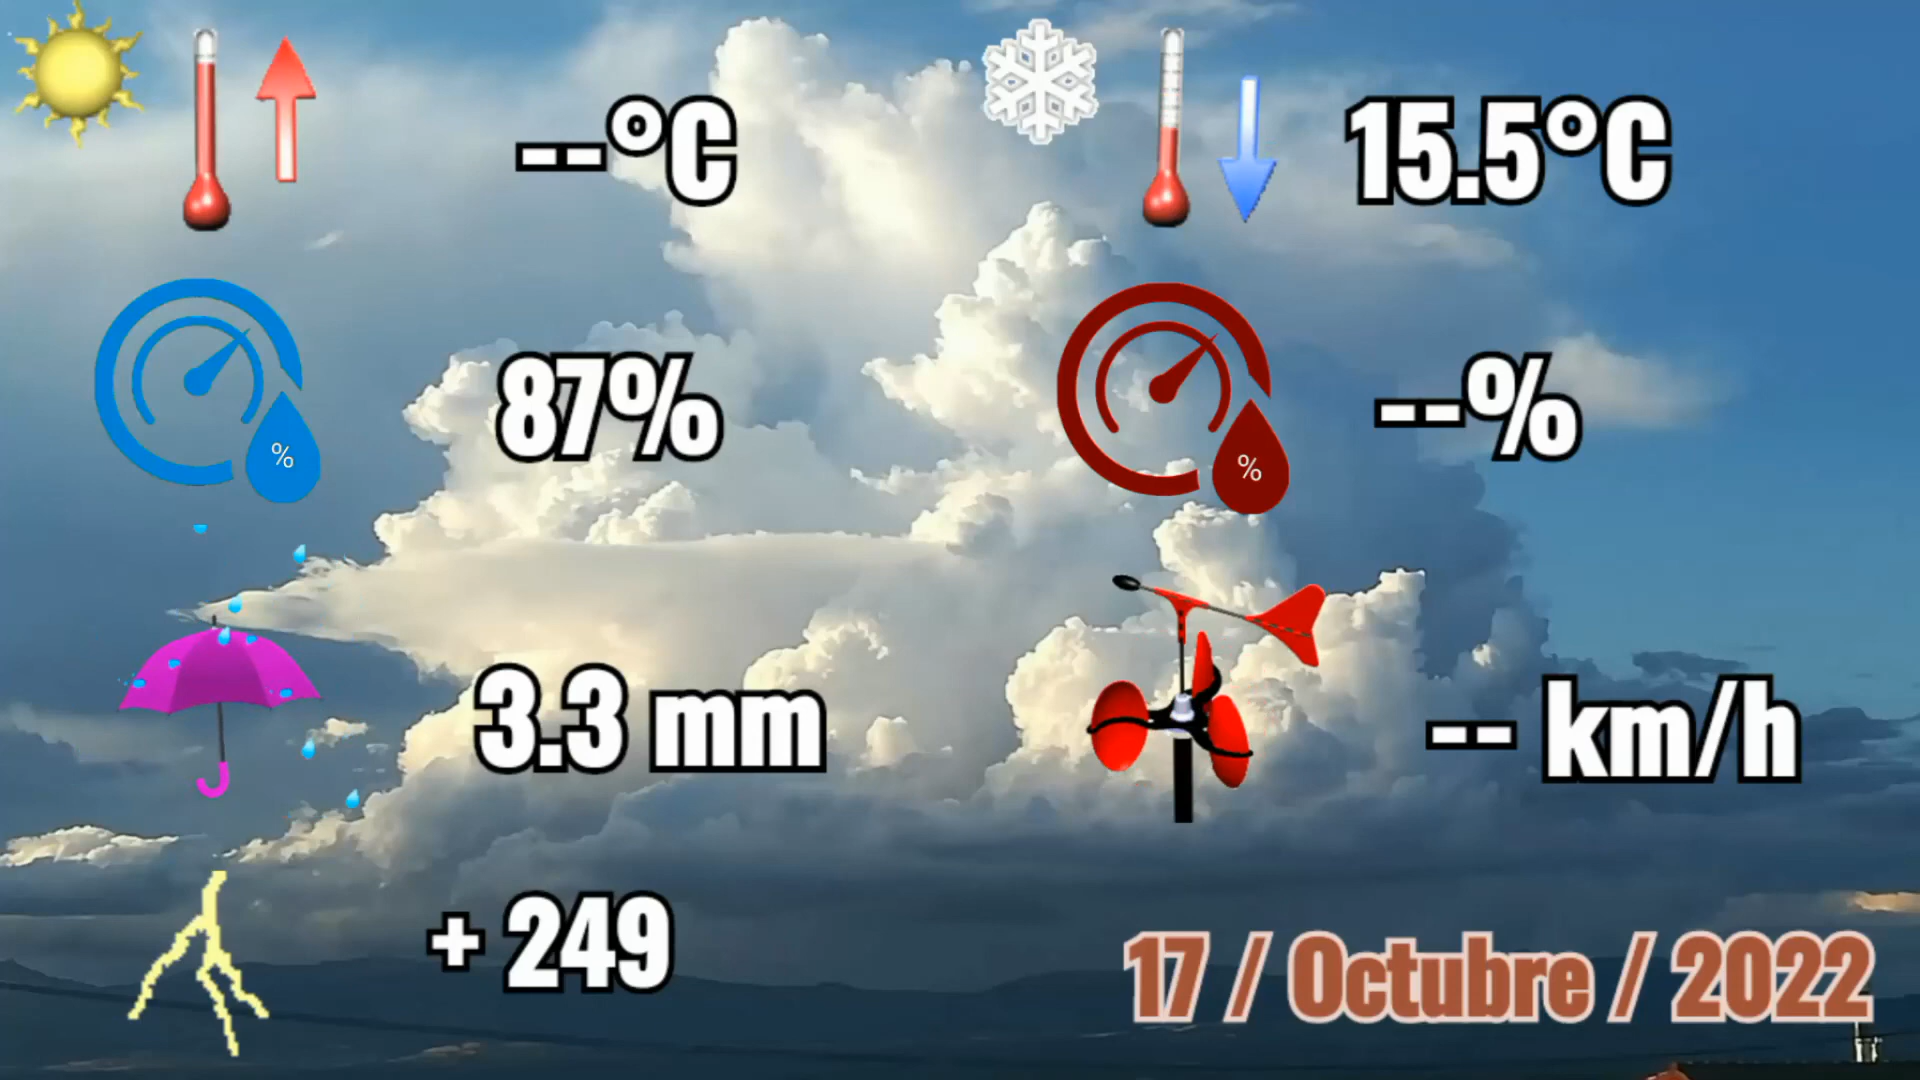 --°C
15.5°C
87%
%
--%
%
3.3 mm
-- km/h
+ 249
17 / Octubre / 2022